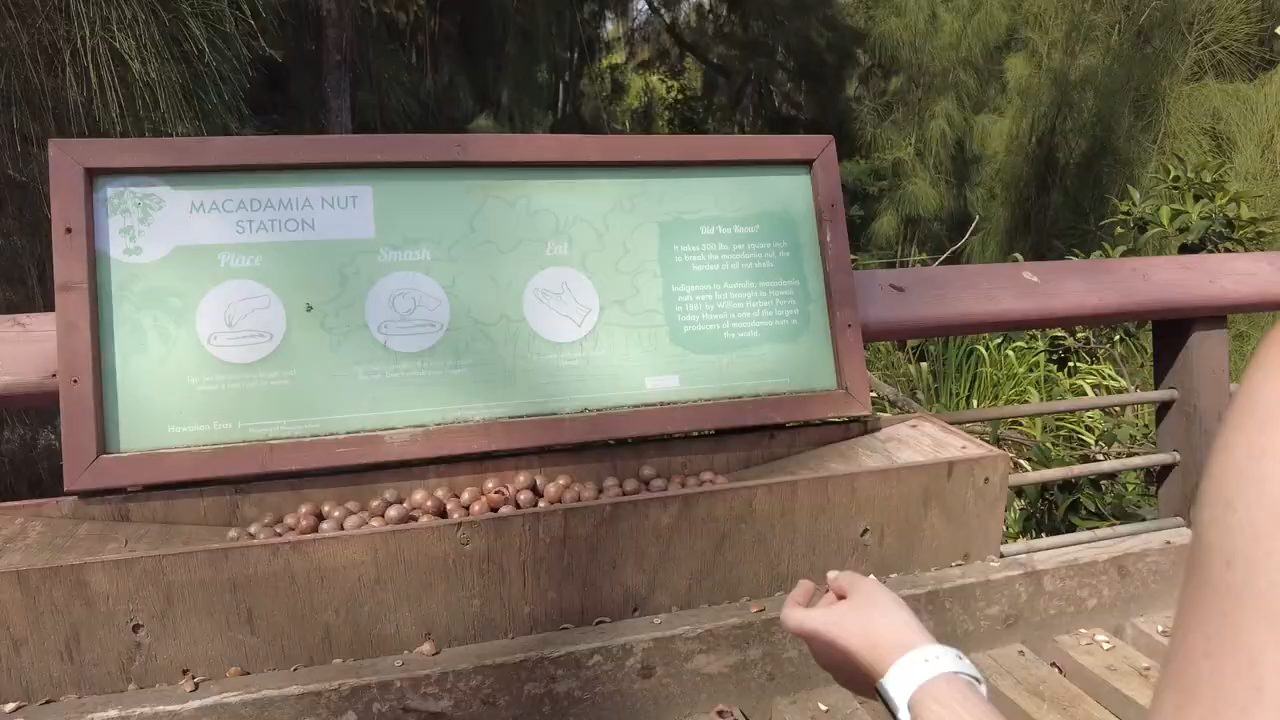 MACADAMIA NUT
STATION
Place
Smash
Eat
Did You Know?
It takes 300 lbs. per square inch
to break the macadamia nut, the
hardest of all nut shells.
Indigenous to Australia, macadamia
nuts were first brought to Hawaii
in 1881 by William Herbert Purvis
Today Hawaii is one of the largest
producers of macadamia nuts in
the world.
Hawaiian Eras